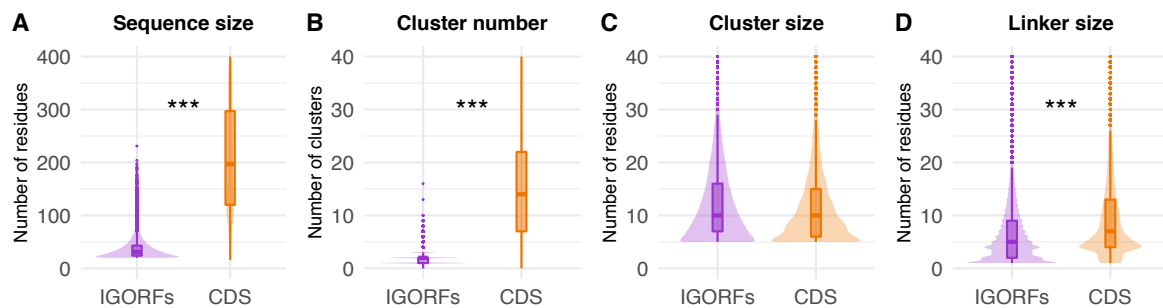 A Sequence size
Number of residues
400
300
200
100
0
***
IGORFs CDS
B Cluster number
Number of clusters
40
30
20
10
0
***
IGORFs CDS
C Cluster size
Number of residues
40
30
20
10
0
IGORFs CDS
D Linker size
Number of residues
40
30
20
10
0
***
IGORFs CDS